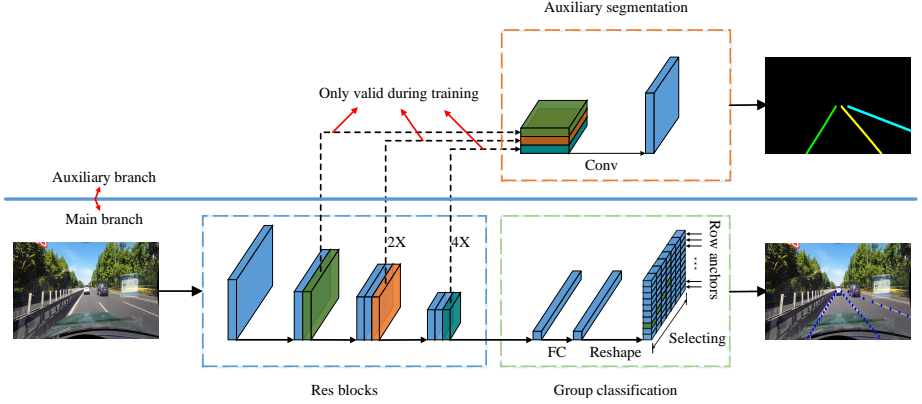 Auxiliary segmentation
Only valid during training
Conv
Auxiliary branch
Main branch
2X
4X
Row anchors
...
FC
Reshape
Selecting
Res blocks
Group classification